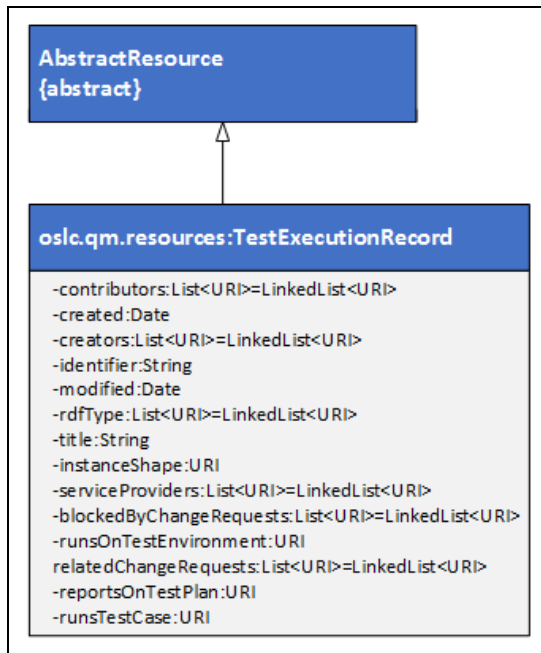 AbstractResource
{abstract}
oslc.qm.resources:TestExecutionRecord
-contributors:List<URI>=LinkedList<URI>
-created:Date
-creators:List<URI>=LinkedList<URI>
-identifier:String
-modified:Date
-rdfType:List<URI>=LinkedList<URI>
-title:String
-instanceShape:URI
-serviceProviders:List<URI>=LinkedList<URI>
-blockedByChangeRequests:List<URI>=LinkedList<URI>
-runsOnTestEnvironment:URI
relatedChangeRequests:List<URI>=LinkedList<URI>
-reportsOnTestPlan:URI
-runsTestCase:URI